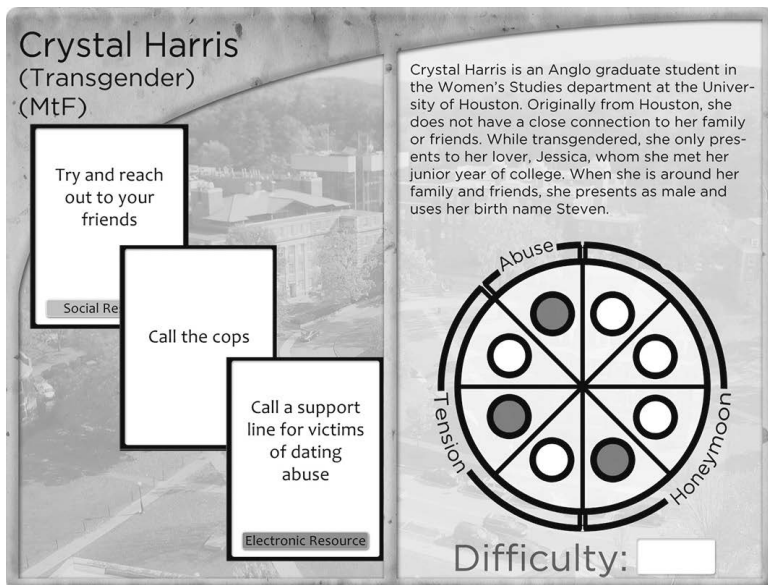 Crystal Harris
(Transgender)
(MtF)
Try and reach
out to your
friends
Social Re
Call the cops
Call a support
line for victims
of dating
abuse
Electronic Resource
Crystal Harris is an Anglo graduate student in
the Women's Studies department at the Univer-
sity of Houston. Originally from Houston, she
does not have a close connection to her family
or friends. While transgendered, she only pres-
ents to her lover, Jessica, whom she met her
junior year of college. When she is around her
family and friends, she presents as male and
uses her birth name Steven.
Abuse
Tension
Honeymoon
Difficulty: